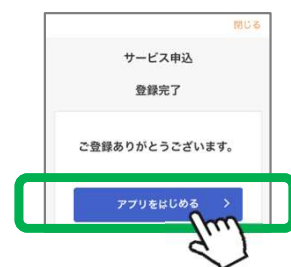 閉じる
サービス申込
登録完了
ご登録ありがとうございます。
アプリをはじめる >